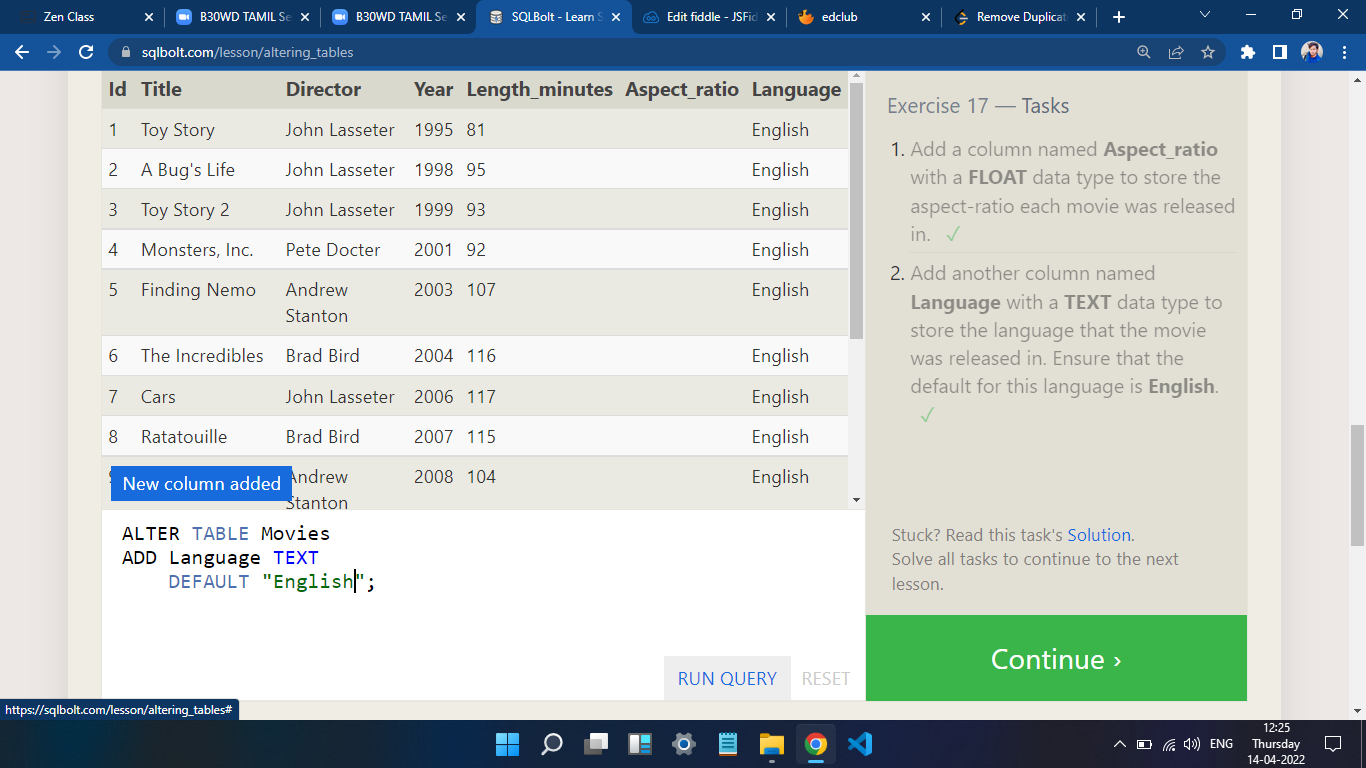 Zen Class
B30WD TAMIL Se
B30WD TAMIL Se
SQLBolt - Learn S
Edit fiddle - JSFid
edclub
Remove Duplicat
sqlbolt.com/lesson/altering_tables
Id Title Director Year Length_minutes Aspect_ratio Language
1 Toy Story John Lasseter 1995 81 English
2 A Bug's Life John Lasseter 1998 95 English
3 Toy Story 2 John Lasseter 1999 93 English
4 Monsters, Inc. Pete Docter 2001 92 English
5 Finding Nemo Andrew 2003 107 English
Stanton
6 The Incredibles Brad Bird 2004 116 English
7 Cars John Lasseter 2006 117 English
8 Ratatouille Brad Bird 2007 115 English
Andrew 2008 104 English
Stanton
New column added
ALTER TABLE Movies
ADD Language TEXT
DEFAULT "English";
RUN QUERY RESET
Exercise 17 — Tasks
1. Add a column named Aspect_ratio
with a FLOAT data type to store the
aspect-ratio each movie was released
in. ✓
2. Add another column named
Language with a TEXT data type to
store the language that the movie
was released in. Ensure that the
default for this language is English.
✓
Stuck? Read this task's Solution.
Solve all tasks to continue to the next
lesson.
Continue ›
https://sqlbolt.com/lesson/altering_tables#
ENG
12:25
Thursday
14-04-2022